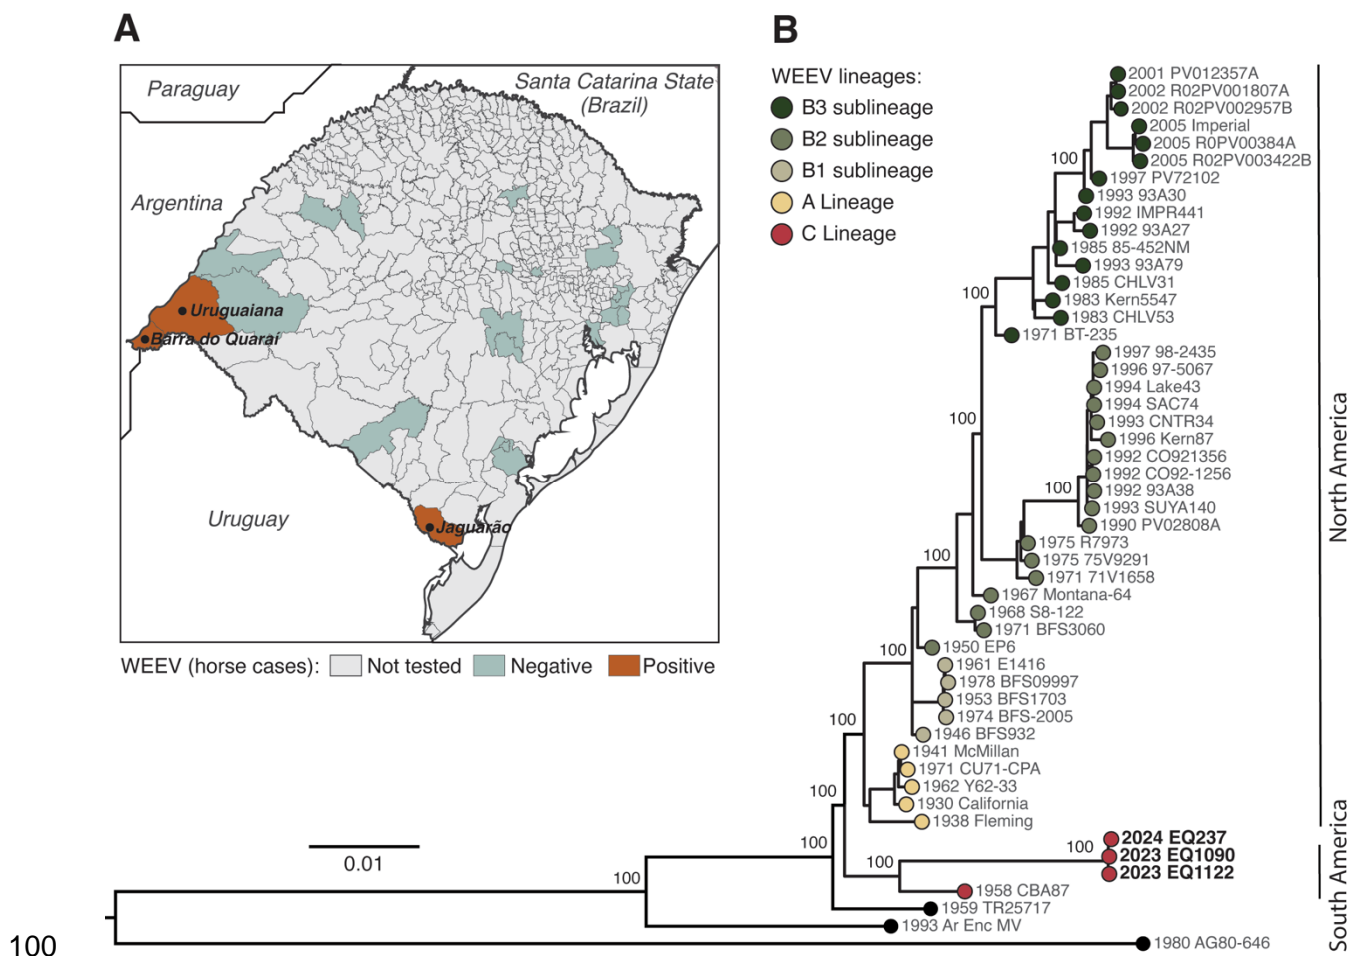 A
Paraguay
Santa Catarina State
(Brazil)
Argentina
Uruguaiana
Barra do Quaraí
Uruguay
Jaguarão
WEEV (horse cases):
Not tested
Negative
Positive
B
WEEV lineages:
B3 sublineage
B2 sublineage
B1 sublineage
A Lineage
C Lineage
2001 PV012357A
2002 R02PV001807A
2002 R02PV002957B
2005 Imperial
2005 R0PV00384A
2005 R02PV003422B
100
1997 PV72102
1993 93A30
1992 IMPR441
1992 93A27
1985 85-452NM
1993 93A79
1985 CHLV31
100
1983 Kern5547
1983 CHLV53
1971 BT-235
1997 98-2435
1996 97-5067
1994 Lake43
1994 SAC74
1993 CNTR34
100
1996 Kern87
1992 CO921356
1992 CO92-1256
100
1992 93A38
1993 SUYA140
1990 PV02808A
1975 R7973
100
1975 75V9291
1971 71V1658
1967 Montana-64
1968 S8-122
1971 BFS3060
1950 EP6
100
1961 E1416
1978 BFS09997
1953 BFS1703
1974 BFS-2005
100
1946 BFS932
1941 McMillan
1971 CU71-CPA
1962 Y62-33
100
1930 California
1938 Fleming
100
2024 EQ237
100
2023 EQ1090
100
2023 EQ1122
1958 CBA87
100
1959 TR25717
1993 Ar Enc MV
1980 AG80-646
North America
South America
0.01
100